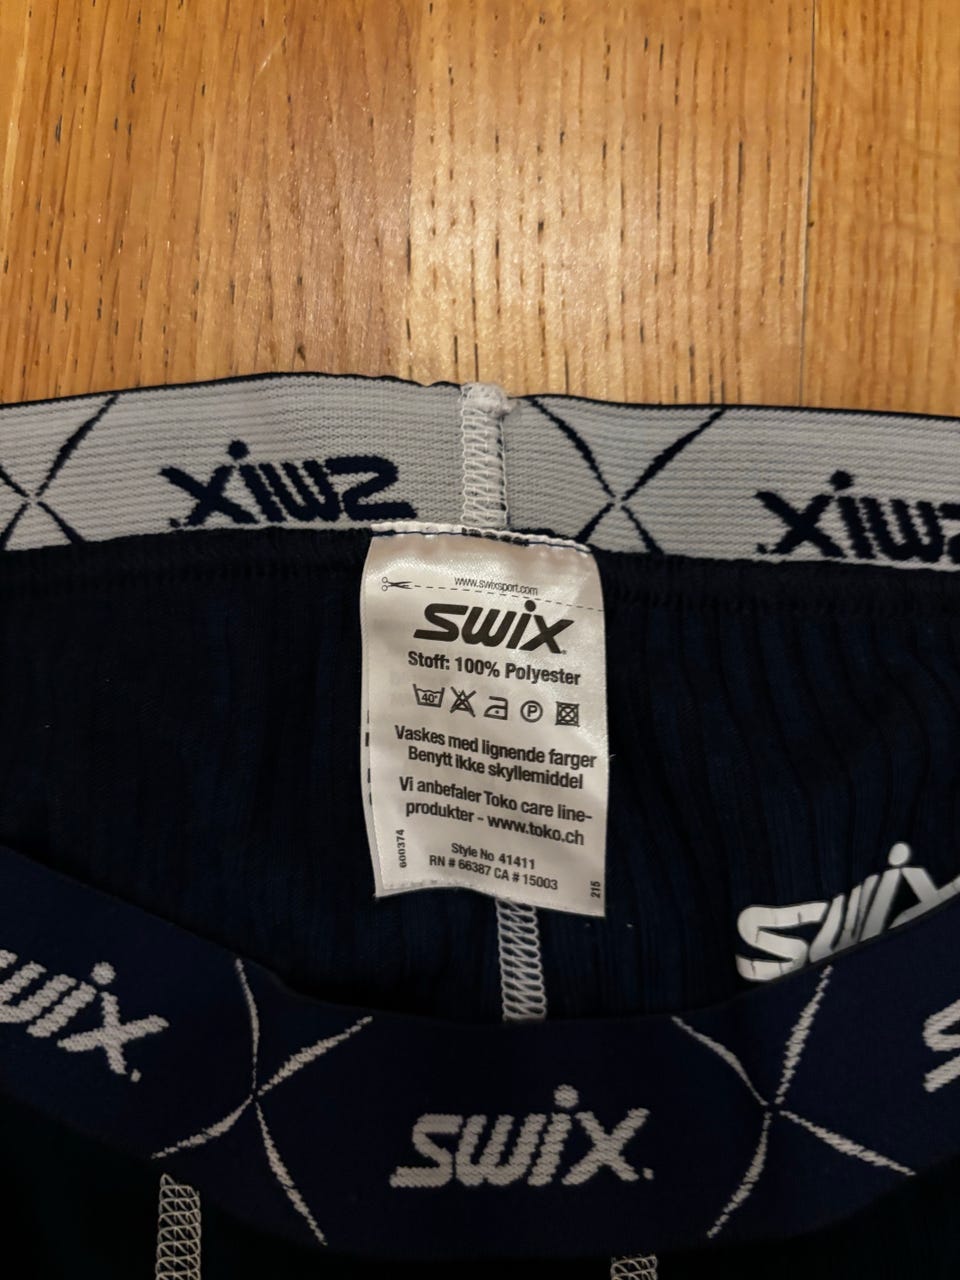 swix
swix
www.swixsport.com
swix
Stoff: 100% Polyester
40°
P
Vaskes med lignende farger
Benytt ikke skyllemiddel
Vi anbefaler Toko care line-
produkter - www.toko.ch
Style No 41411
RN # 66387 CA # 15003
600374
215
swix
swix.
swix.